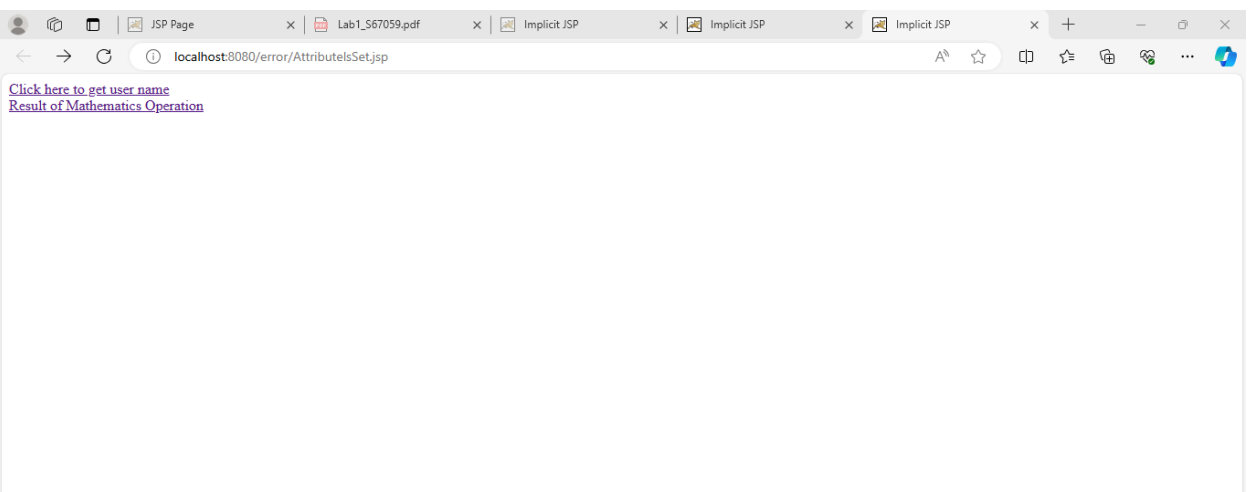 JSP Page
Lab1_S67059.pdf
Implicit JSP
Implicit JSP
Implicit JSP
localhost:8080/error/AttributeIsSet.jsp
Click here to get user name
Result of Mathematics Operation